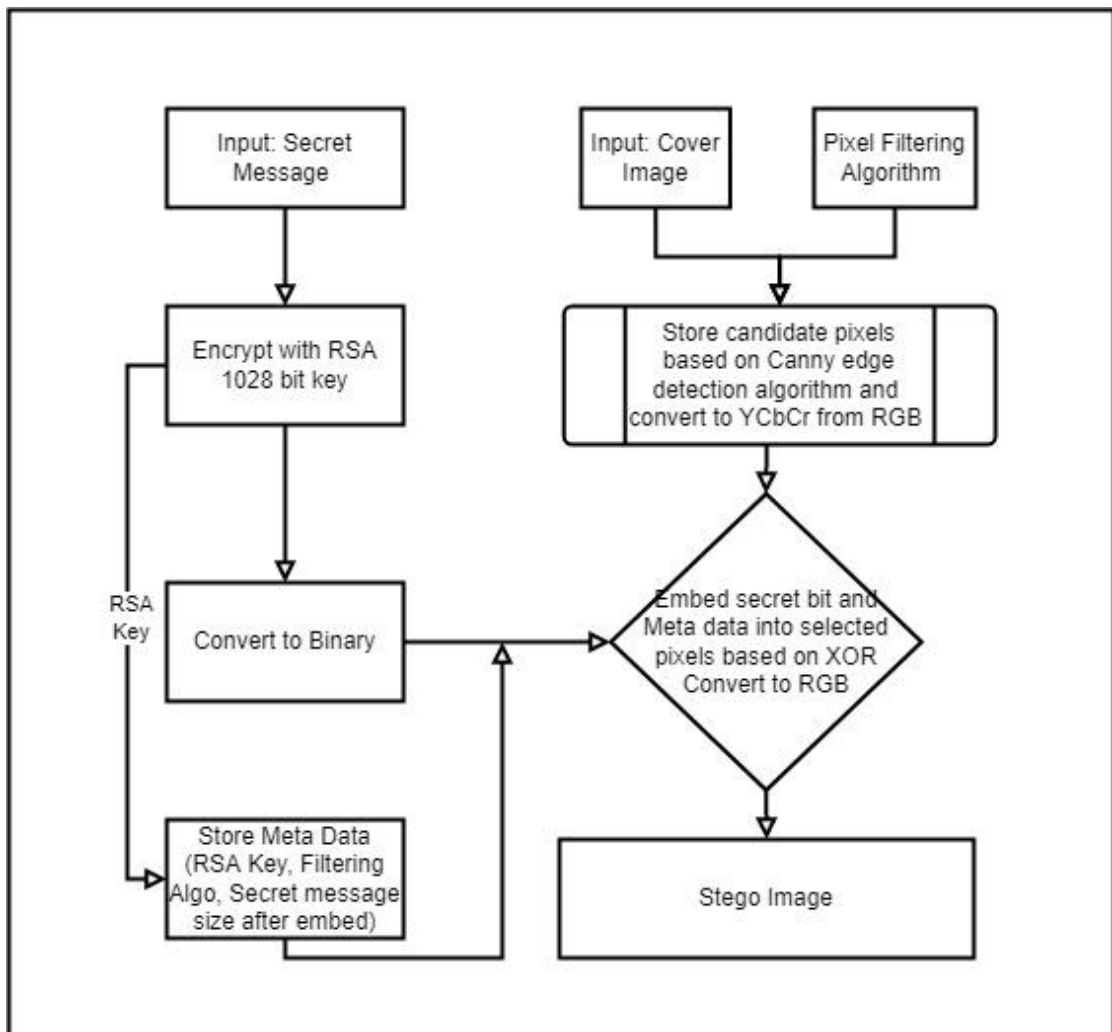 Input: Secret
Message
Input: Cover
Image
Pixel Filtering
Algorithm
Encrypt with RSA
1028 bit key
Store candidate pixels
based on Canny edge
detection algorithm and
convert to YCbCr from RGB
RSA
Key
Convert to Binary
Embed secret bit and
Meta data into selected
pixels based on XOR
Convert to RGB
Store Meta Data
(RSA Key, Filtering
Algo, Secret message
size after embed)
Stego Image